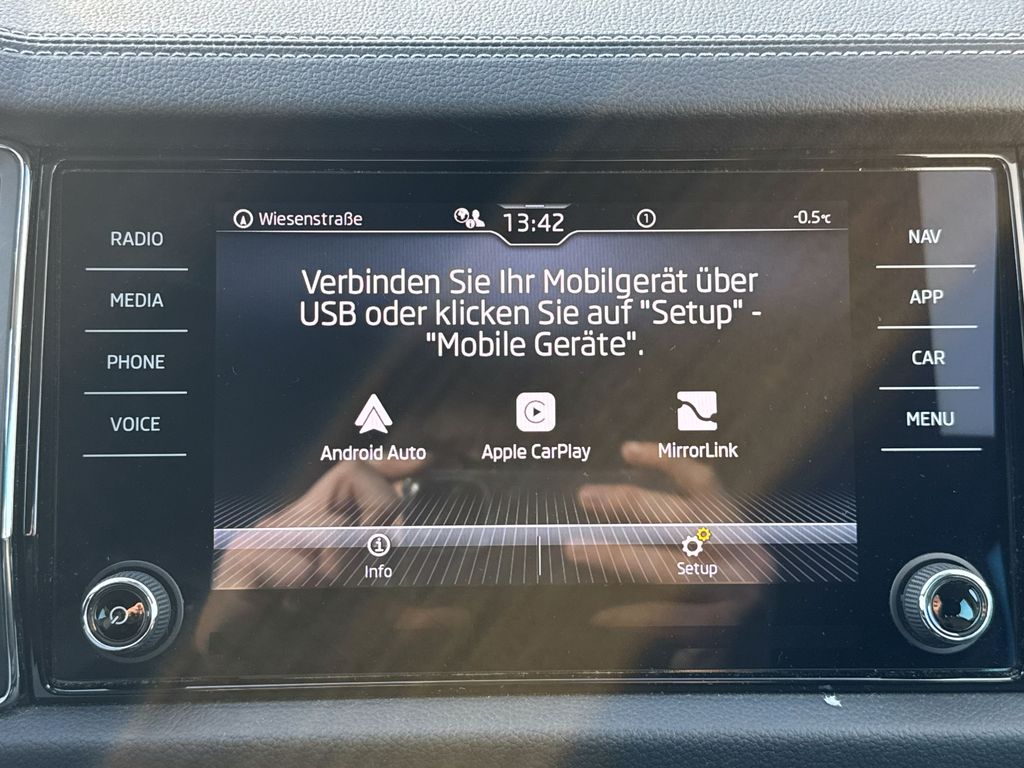 Wiesenstraße 13:42 1 -0.5°C
RADIO
MEDIA
PHONE
VOICE
Verbinden Sie Ihr Mobilgerät über
USB oder klicken Sie auf "Setup" -
"Mobile Geräte".
Android Auto Apple CarPlay MirrorLink
Info Setup
NAV
APP
CAR
MENU